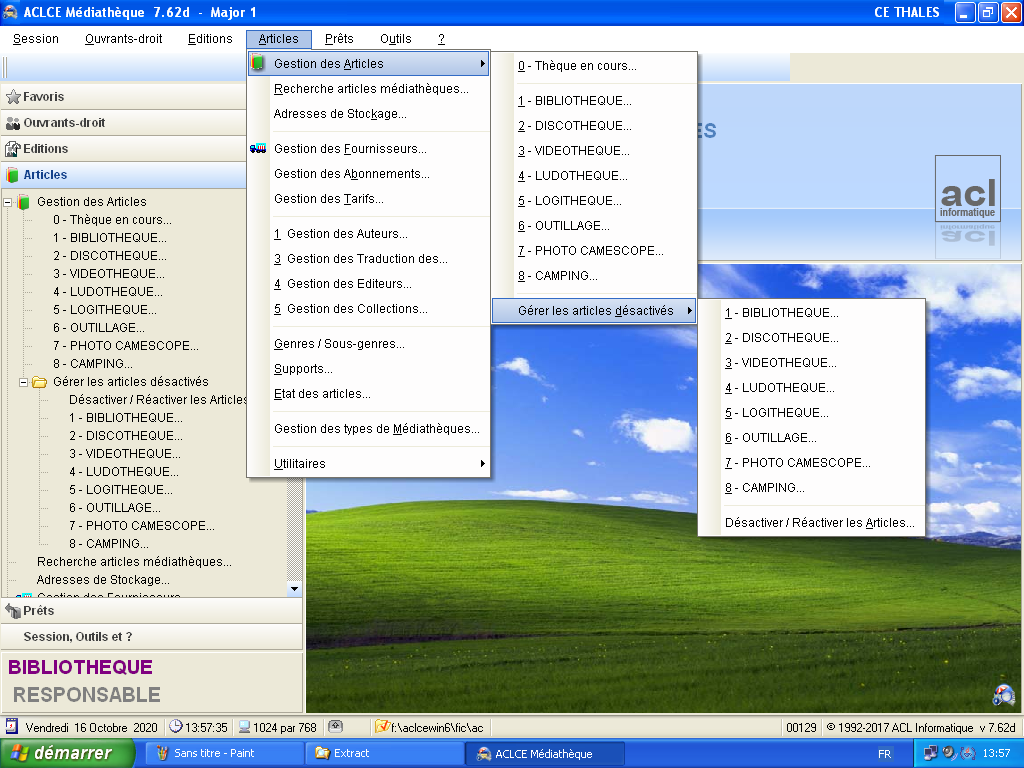 ACLCE Médiathèque 7.62d - Major 1
CE THALES
Session Ouvrants-droit Editions Articles Prêts Outils ?
Favoris
Ouvrants-droit
Editions
Articles
Gestion des Articles
0 - Thèque en cours...
1 - BIBLIOTHEQUE...
2 - DISCOTHEQUE...
3 - VIDEOTHEQUE...
4 - LUDOTHEQUE...
5 - LOGITHEQUE...
6 - OUTILLAGE...
7 - PHOTO CAMESCOPE...
8 - CAMPING...
Gérer les articles désactivés
Désactiver / Réactiver les Articles
1 - BIBLIOTHEQUE...
2 - DISCOTHEQUE...
3 - VIDEOTHEQUE...
4 - LUDOTHEQUE...
5 - LOGITHEQUE...
6 - OUTILLAGE...
7 - PHOTO CAMESCOPE...
8 - CAMPING...
Recherche articles médiathèques...
Adresses de Stockage...
Gestion des Fournisseurs
Prêts
Session, Outils et ?
BIBLIOTHEQUE
RESPONSABLE
Gestion des Articles
Recherche articles médiathèques...
Adresses de Stockage...
Gestion des Fournisseurs...
Gestion des Abonnements...
Gestion des Tarifs...
1 Gestion des Auteurs...
3 Gestion des Traduction des...
4 Gestion des Editeurs...
5 Gestion des Collections...
Genres / Sous-genres...
Supports...
Etat des articles...
Gestion des types de Médiathèques...
Utilitaires
0 - Thèque en cours...
1 - BIBLIOTHEQUE...
2 - DISCOTHEQUE...
3 - VIDEOTHEQUE...
4 - LUDOTHEQUE...
5 - LOGITHEQUE...
6 - OUTILLAGE...
7 - PHOTO CAMESCOPE...
8 - CAMPING...
Gérer les articles désactivés
1 - BIBLIOTHEQUE...
2 - DISCOTHEQUE...
3 - VIDEOTHEQUE...
4 - LUDOTHEQUE...
5 - LOGITHEQUE...
6 - OUTILLAGE...
7 - PHOTO CAMESCOPE...
8 - CAMPING...
Désactiver / Réactiver les Articles...
ES
acl
informatique
Vendredi 16 Octobre 2020 13:57:35 1024 par 768 f:\aclcewin6\fic\ac 00129 © 1992-2017 ACL Informatique v 7.62d
démarrer Sans titre - Paint Extract ACLCE Médiathèque FR 13:57